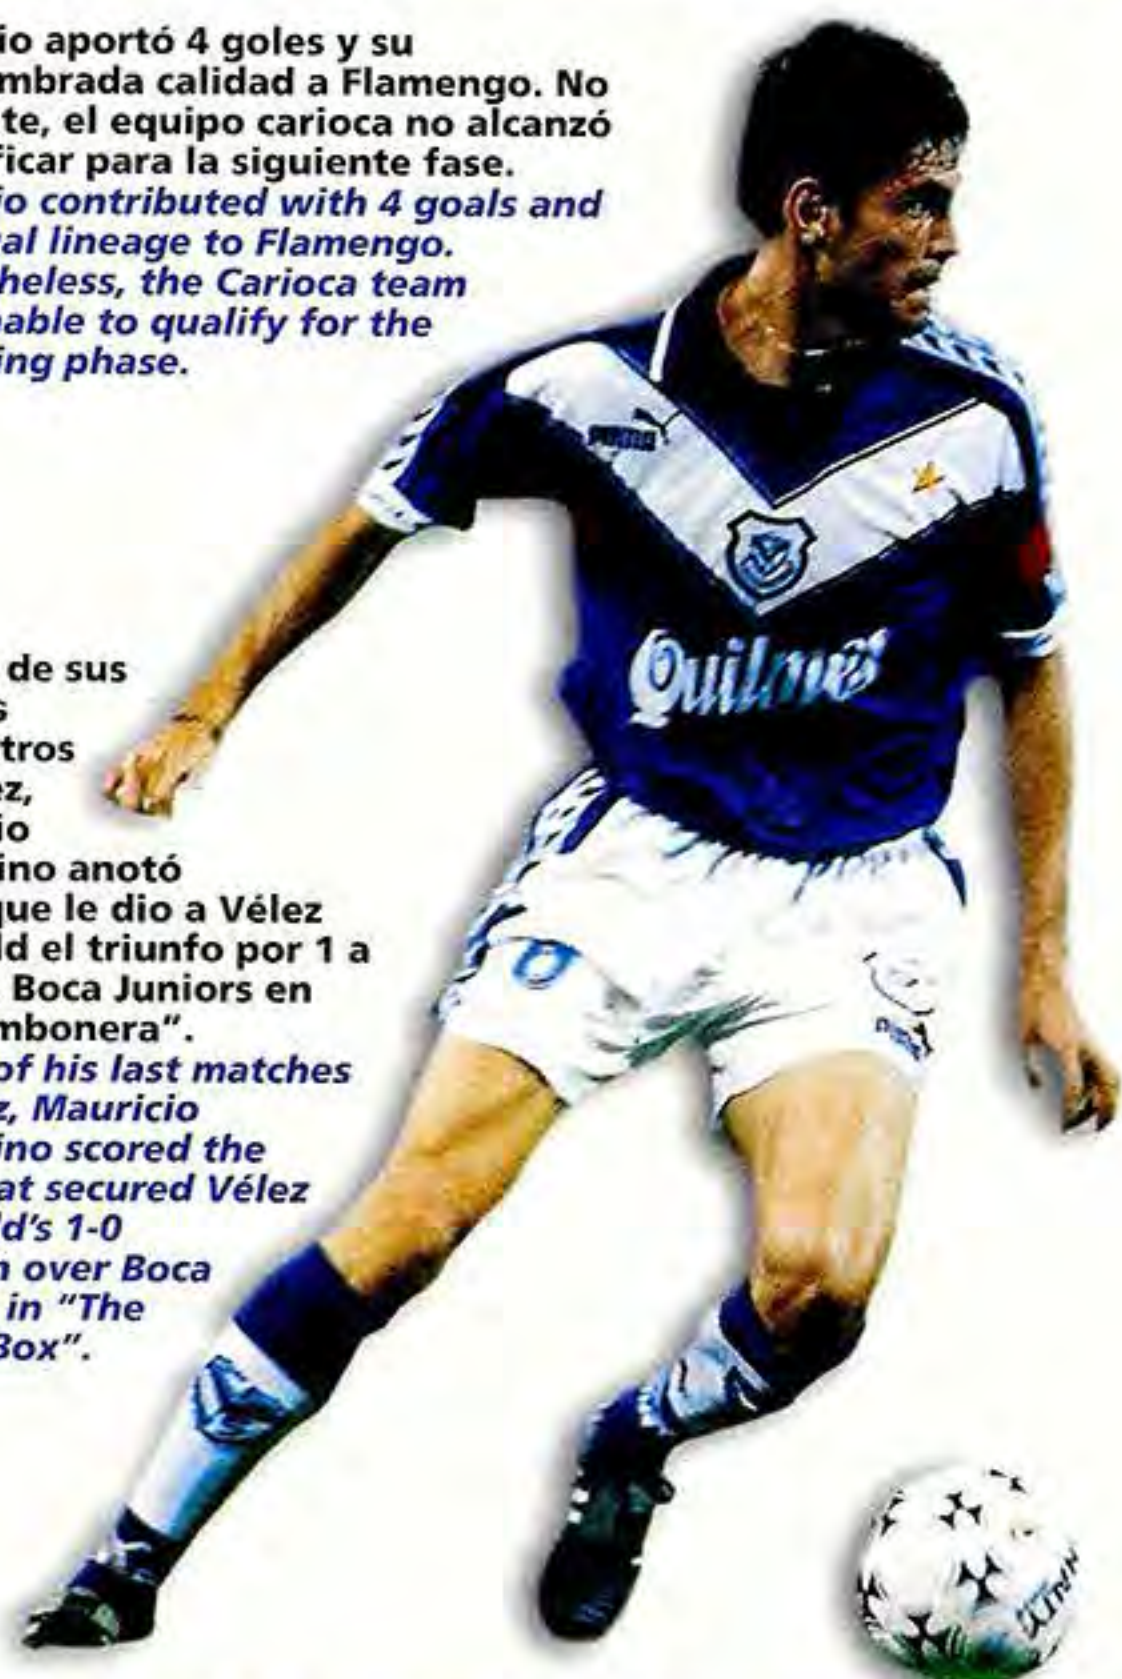 io aportó 4 goles y su
mbrada calidad a Flamengo. No
te, el equipo carioca no alcanzó
ficar para la siguiente fase.
io contributed with 4 goals and
al lineage to Flamengo.
heless, the Carioca team
able to qualify for the
ing phase.
de sus
s
tros
ez,
io
ino anotó
que le dio a Vélez
ld el triunfo por 1 a
Boca Juniors en
mbonera".
of his last matches
z, Mauricio
ino scored the
at secured Vélez
d's 1-0
n over Boca
in "The
Box".
PUMA
Quilmes